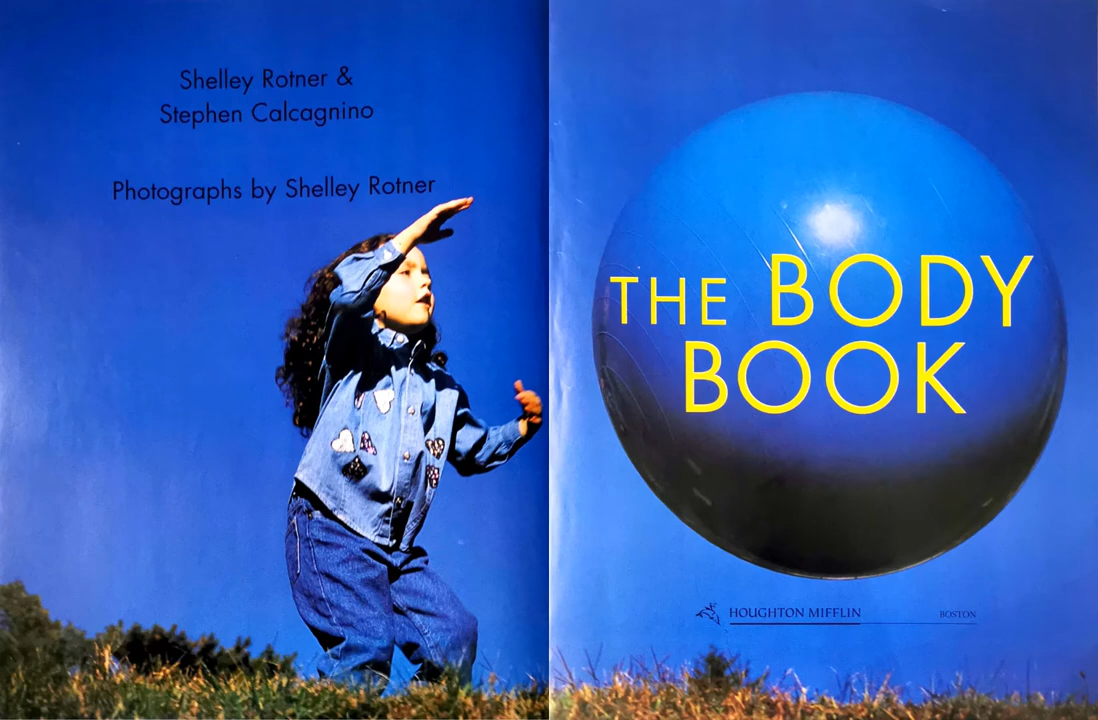 Shelley Rotner &
Stephen Calcagnino
Photographs by Shelley Rotner
THE BODY
BOOK
HOUGHTON MIFFLIN
BOSTON